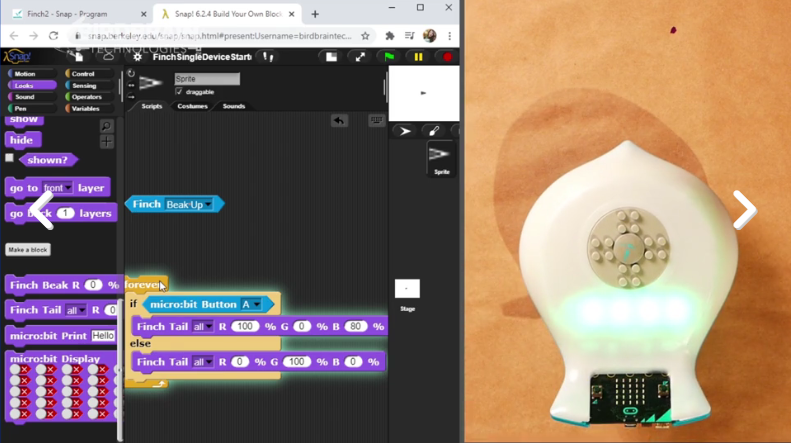 Finch2 - Snap - Program
Snap! 6.2.4 Build Your Own Block
snap.berkeley.edu/snap/snap.html#present:Username=birdbraintec...
TECHNOLOGIES
FinchSingleDeviceStart
Motion
Control
Looks
Sensing
Sound
Operators
Pen
Variables
Sprite
draggable
Scripts
Costumes
Sounds
show
hide
shown?
go to front layer
go back 1 layers
Make a block
Finch Beak R 0 %
Finch Tail all R 0
micro:bit Print Hello
micro:bit Display
Finch Beak Up
forever
if micro:bit Button A
Finch Tail all R 100 % G 0 % B 80 %
else
Finch Tail all R 0 % G 100 % B 0 %
Sprite
Stage